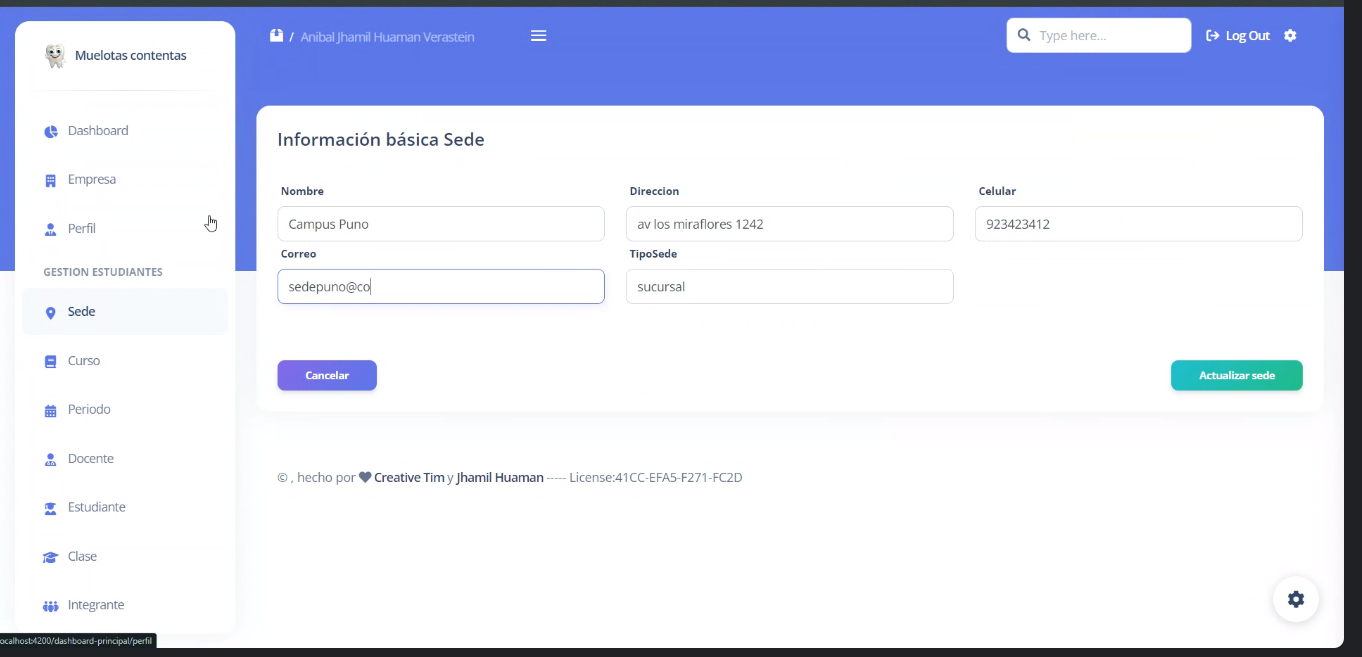 Muelotas contentas
/ Anibal Jhamil Huaman Verastein
Type here...
Log Out
Dashboard
Empresa
Perfil
GESTION ESTUDIANTES
Sede
Curso
Periodo
Docente
Estudiante
Clase
Integrante
Información básica Sede
Nombre
Direccion
Celular
Campus Puno
av los miraflores 1242
923423412
Correo
TipoSede
sedepuno@co
sucursal
Cancelar
Actualizar sede
© , hecho por Creative Tim y Jhamil Huaman ----- License:41CC-EFA5-F271-FC2D
ocalhost:4200/dashboard-principal/perfil